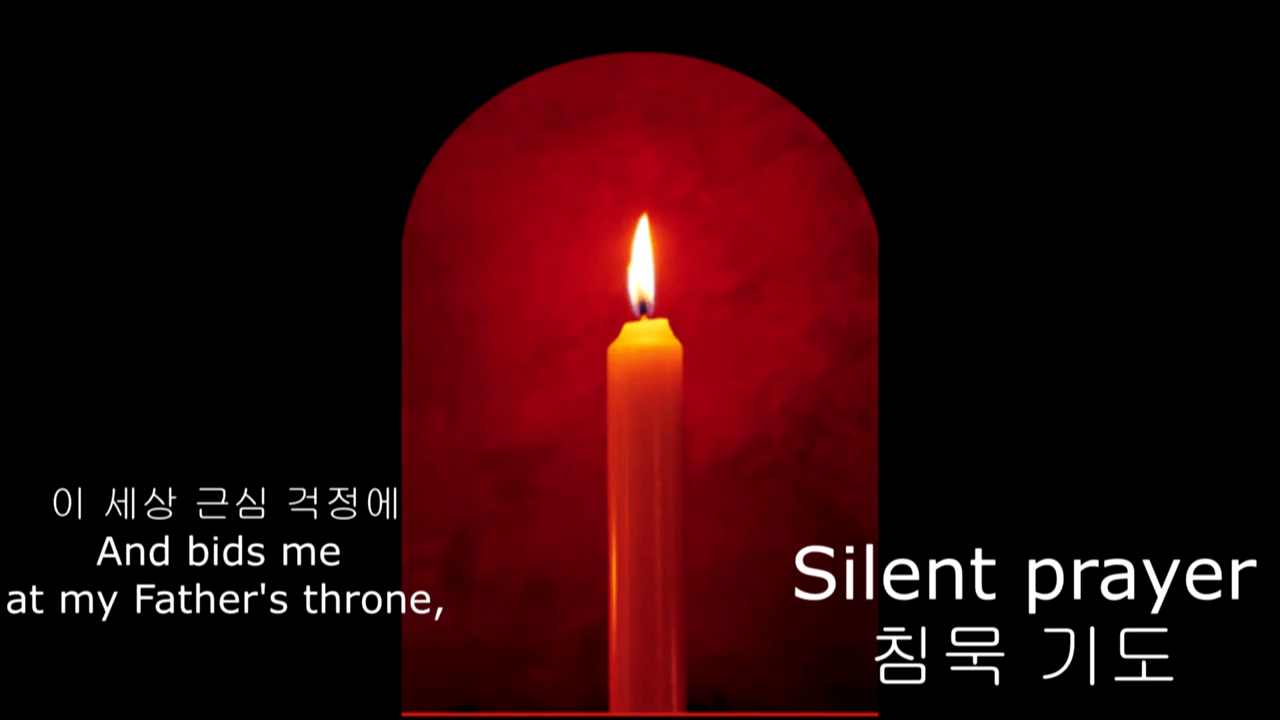 이 세상 근심 걱정에
And bids me
at my Father's throne,
Silent prayer
침묵 기도